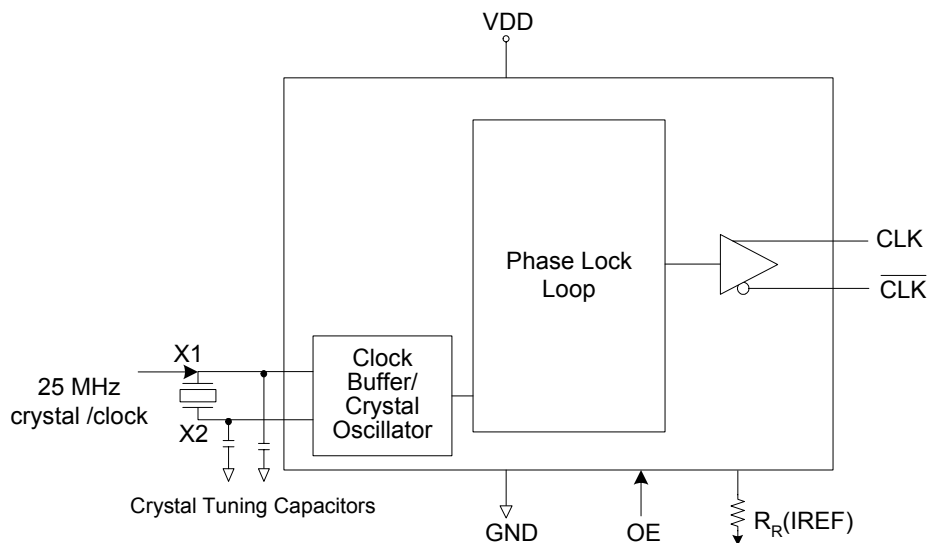 VDD
Phase Lock
Loop
CLK
CLK
X1
25 MHz
crystal /clock
X2
Clock
Buffer/
Crystal
Oscillator
Crystal Tuning Capacitors
GND
OE
RR(IREF)